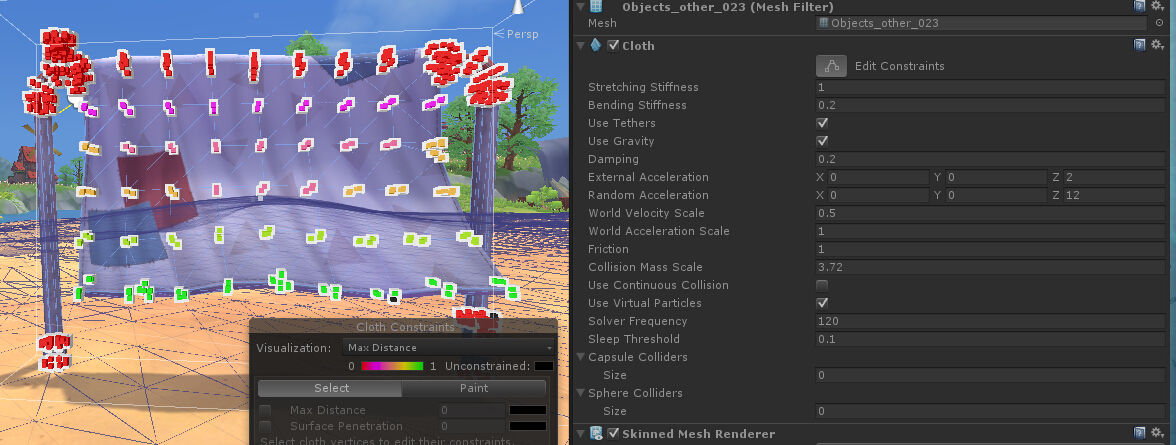 Persp
Cloth Constraints
Visualization: Max Distance
0 1 Unconstrained:
Select Paint
Max Distance 0
Surface Penetration 0
Select cloth vertices to edit their constraints.
Objects_other_023 (Mesh Filter)
Mesh Objects_other_023
Cloth
Edit Constraints
Stretching Stiffness 1
Bending Stiffness 0.2
Use Tethers
Use Gravity
Damping 0.2
External Acceleration X 0 Y 0 Z 2
Random Acceleration X 0 Y 0 Z 12
World Velocity Scale 0.5
World Acceleration Scale 1
Friction 1
Collision Mass Scale 3.72
Use Continuous Collision
Use Virtual Particles
Solver Frequency 120
Sleep Threshold 0.1
Capsule Colliders
Size 0
Sphere Colliders
Size 0
Skinned Mesh Renderer